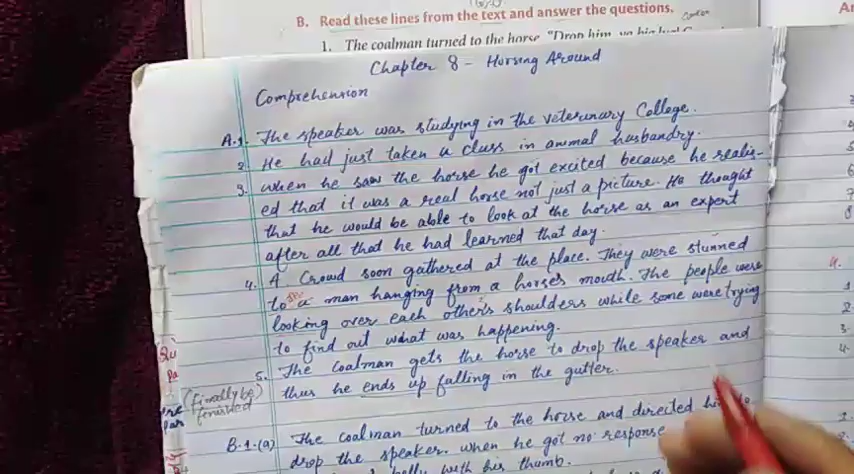 B. Read these lines from the text and answer the questions.
1. The coalman turned to the horse. "Drop him,
Chapter 8 - Horsing Around
Comprehension
A.1. The speaker was studying in the veterinary College.
2. He had just taken a class in animal husbandry.
3. when he saw the horse he got excited because he realis-
ed that it was a real horse not just a picture. He thought
that he would be able to look at the horse as an expert
after all that he had learned that day.
4. A Crowd soon gathered at the place. They were stunned
to see a man hanging from a horse's mouth. The people were
looking over each other's shoulders while some were trying
to find out what was happening.
5. The coalman gets the horse to drop the speaker and
thus he ends up falling in the gutter.
(finally be
finished)
B.1.(a) The coalman turned to the horse and directed
drop the speaker. when he got no response
belly with his thumb.